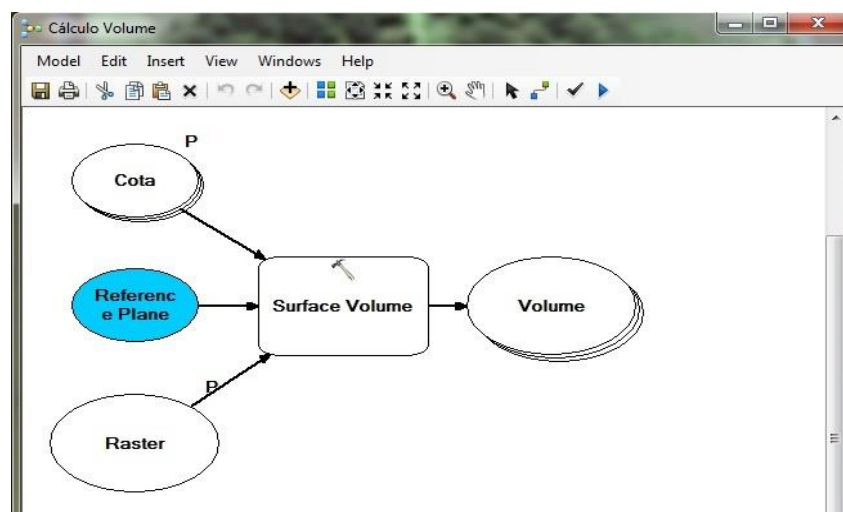 Cálculo Volume
Model Edit Insert View Windows Help
P
Cota
Referenc
e Plane
Surface Volume
Volume
P
Raster